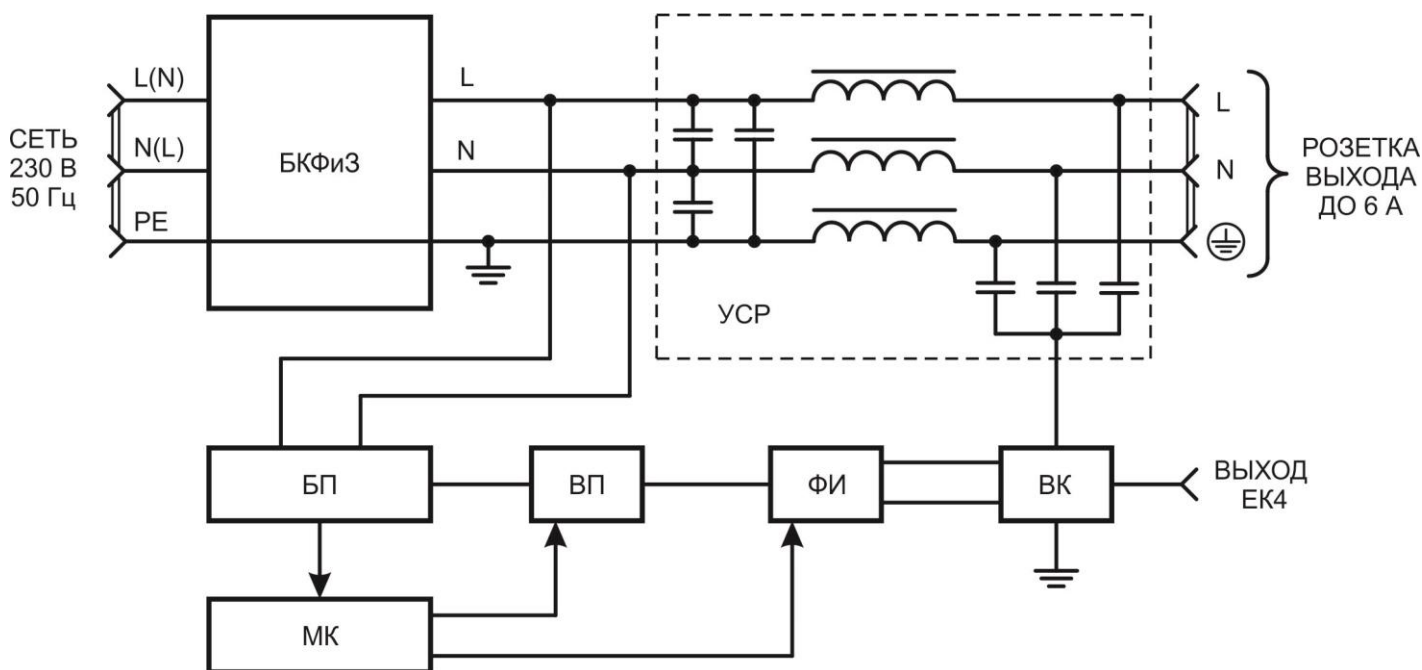 СЕТЬ
230 В
50 Гц
L(N)
N(L)
PE
БКФиЗ
L
N
УСР
L
N
РОЗЕТКА
ВЫХОДА
ДО 6 А
БП
ВП
ФИ
ВК
ВЫХОД
ЕК4
МК